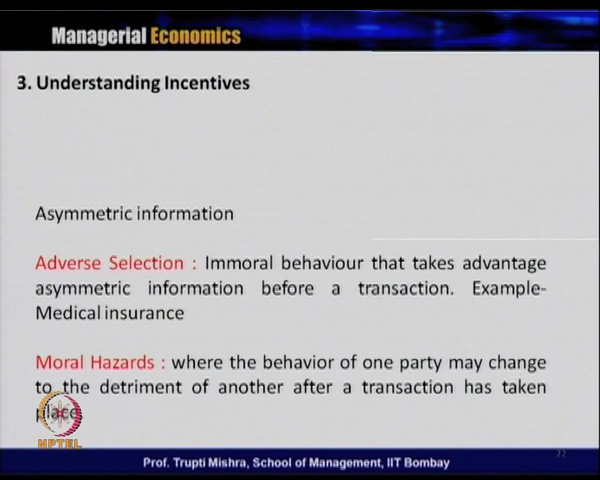 Managerial Economics
3. Understanding Incentives
Asymmetric information
Adverse Selection : Immoral behaviour that takes advantage
asymmetric information before a transaction. Example-
Medical insurance
Moral Hazards : where the behavior of one party may change
to the detriment of another after a transaction has taken
place
NPTEL
Prof. Trupti Mishra, School of Management, IIT Bombay